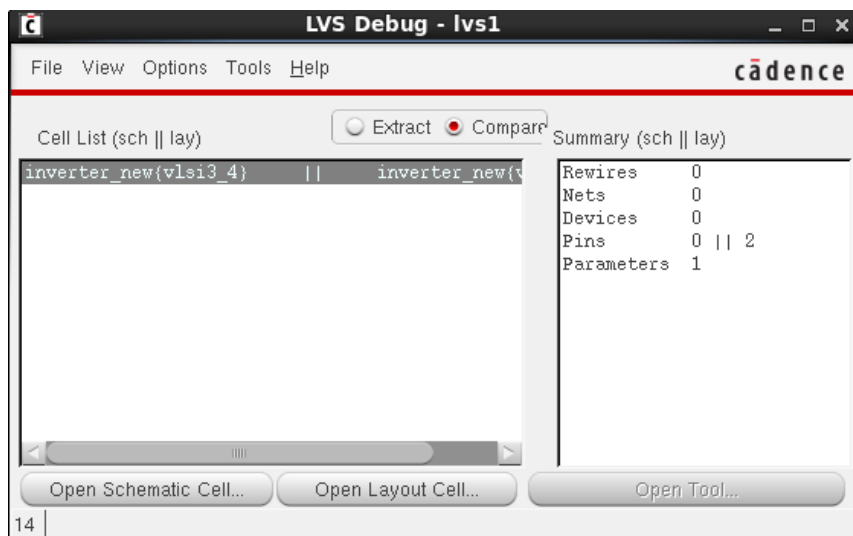 LVS Debug - lvs1
File View Options Tools Help
cādence
Extract Compare
Cell List (sch || lay)
Summary (sch || lay)
inverter_new{vlsi3_4} || inverter_new{v
Rewires 0
Nets 0
Devices 0
Pins 0 || 2
Parameters 1
Open Schematic Cell...
Open Layout Cell...
Open Tool...
14